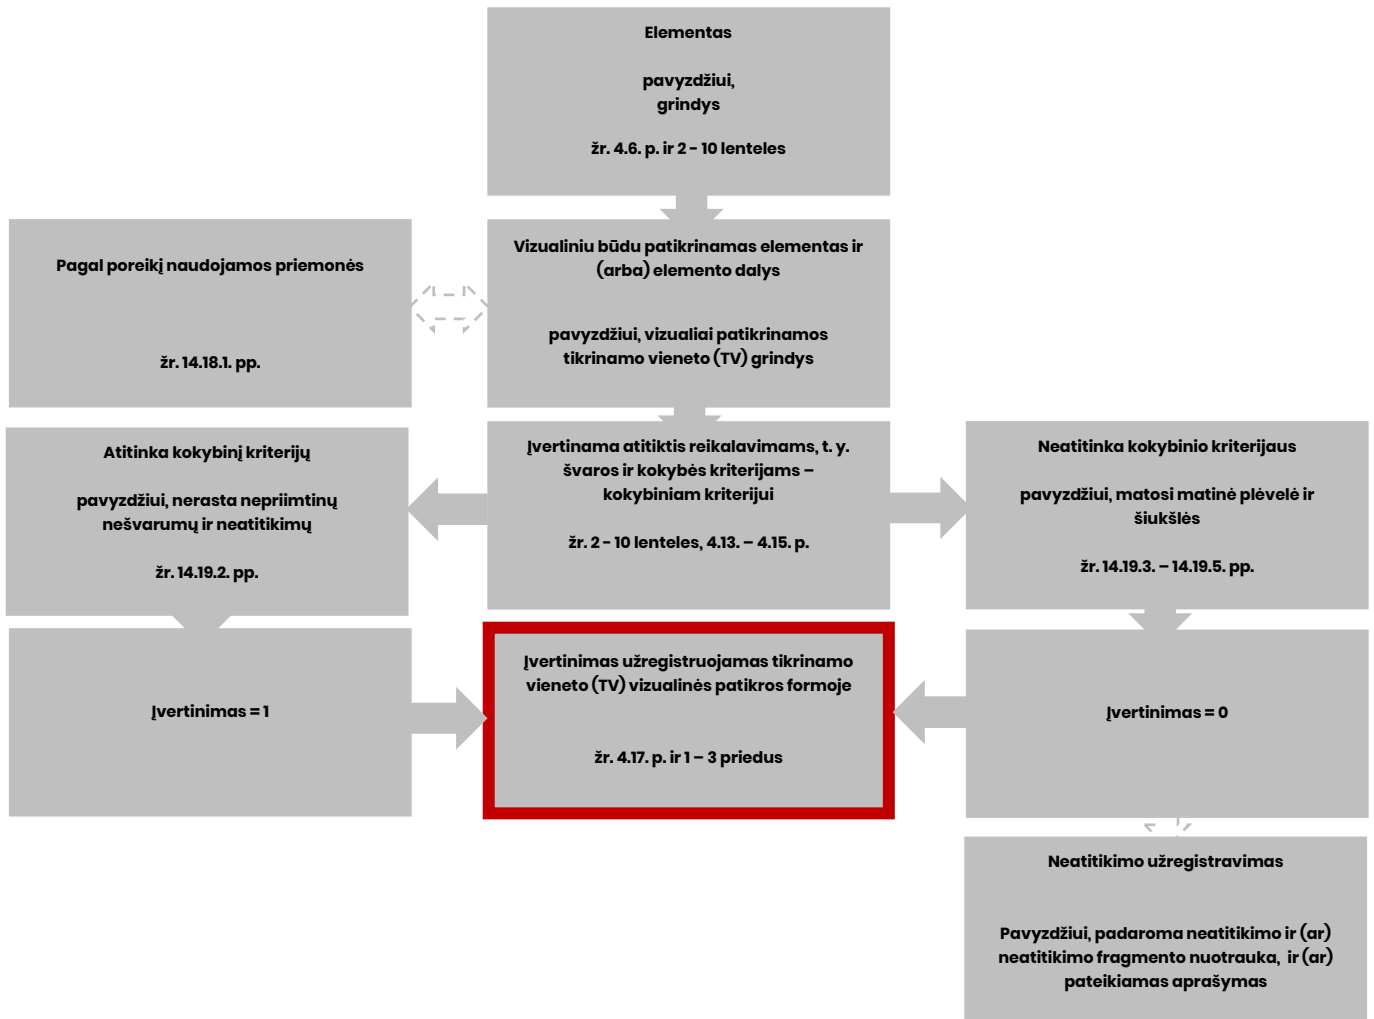 Elementas
pavyzdžiui,
grindys
žr. 4.6. p. ir 2 - 10 lenteles
Pagal poreikį naudojamos priemonės
žr. 14.18.1. pp.
Vizualiniu būdu patikrinamas elementas ir
(arba) elemento dalys
pavyzdžiui, vizualiai patikrinamos
tikrinamo vieneto (TV) grindys
Atitinka kokybinį kriterijų
pavyzdžiui, nerasta nepriimtinų
nešvarumų ir neatitikimų
žr. 14.19.2. pp.
Įvertinama atitiktis reikalavimams, t. y.
švaros ir kokybės kriterijams –
kokybiniam kriterijui
žr. 2 - 10 lenteles, 4.13. – 4.15. p.
Neatitinka kokybinio kriterijaus
pavyzdžiui, matosi matinė plėvelė ir
šiukšlės
žr. 14.19.3. – 14.19.5. pp.
Įvertinimas = 1
Įvertinimas užregistruojamas tikrinamo
vieneto (TV) vizualinės patikros formoje
žr. 4.17. p. ir 1 – 3 priedus
Įvertinimas = 0
Neatitikimo užregistravimas
Pavyzdžiui, padaroma neatitikimo ir (ar)
neatitikimo fragmento nuotrauka, ir (ar)
pateikiamas aprašymas